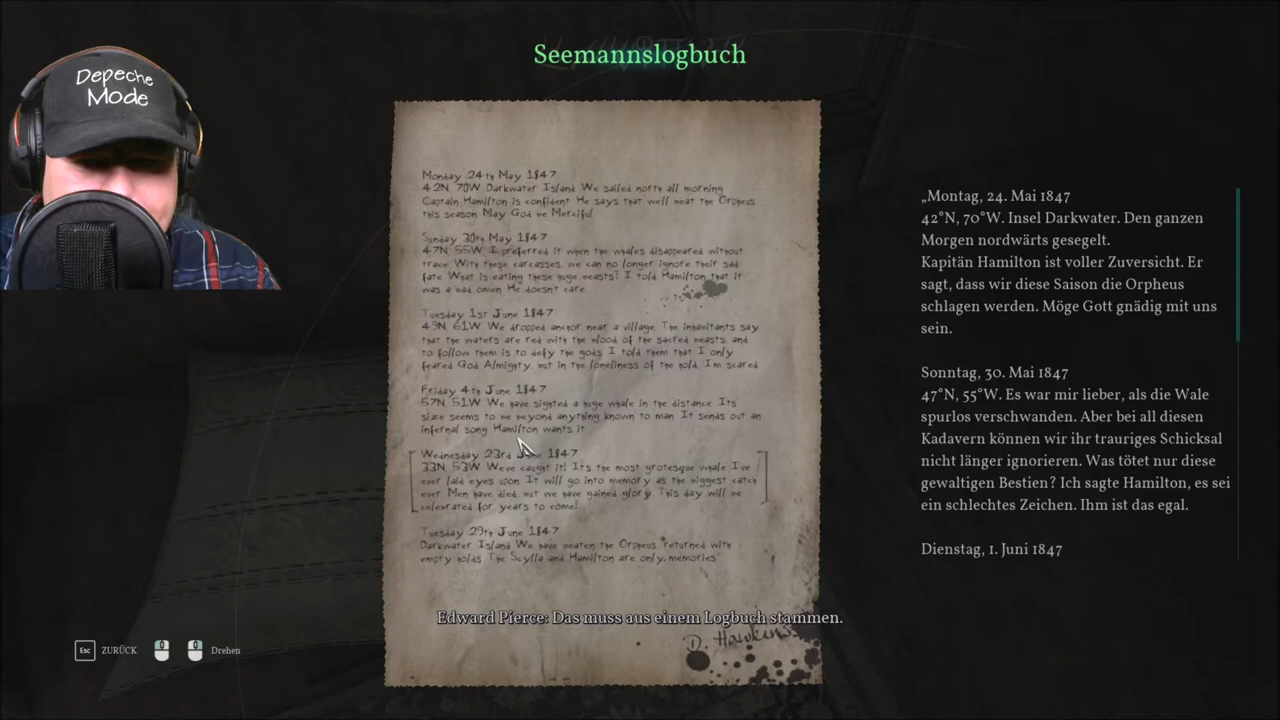 Seemannslogbuch
Depeche
Mode
Monday 24th May 1847
42N 70W Darkwater Island We sailed north all morning
Captain Hamilton is confident He says that well beat the Orpheus
this season May God be Merciful
Sunday 30th May 1847
47N 55W I preferred it when the whales disappeared without
trace With these carcasses we can no longer ignore their sad
fate What is eating these huge beasts? I told Hamilton that it
was a bad omen He doesnt care
Tuesday 1st June 1847
49N 61W We dropped anchor near a village The inhabitants say
that the waters are red with the blood of the sacred beasts and
to follow them is to defy the gods I told them that I only
feared God Almighty but in the loneliness of the hold I'm scared
Friday 4th June 1847
57N 51W We have sighted a huge whale in the distance Its
size seems to be beyond anything known to man It sends out an
infernal song Hamilton wants it
Wednesday 23rd June 1847
33N 53W Weve caught it! It's the most grotesque whale I've
ever laid eyes upon It will go into memory as the biggest catch
ever Men have died, but we have gained glory This day will be
celebrated for years to come!
Tuesday 29th June 1847
Darkwater Island We have beaten the Orpheus returned with
empty holds The Scylla and Hamilton are only memories
D. Hawkins
„Montag, 24. Mai 1847
42°N, 70°W. Insel Darkwater. Den ganzen
Morgen nordwärts gesegelt.
Kapitän Hamilton ist voller Zuversicht. Er
sagt, dass wir diese Saison die Orpheus
schlagen werden. Möge Gott gnädig mit uns
sein.
Sonntag, 30. Mai 1847
47°N, 55°W. Es war mir lieber, als die Wale
spurlos verschwanden. Aber bei all diesen
Kadavern können wir ihr trauriges Schicksal
nicht länger ignorieren. Was tötet nur diese
gewaltigen Bestien? Ich sagte Hamilton, es sei
ein schlechtes Zeichen. Ihm ist das egal.
Dienstag, 1. Juni 1847
Edward Pierce: Das muss aus einem Logbuch stammen.
Esc ZURÜCK Drehen